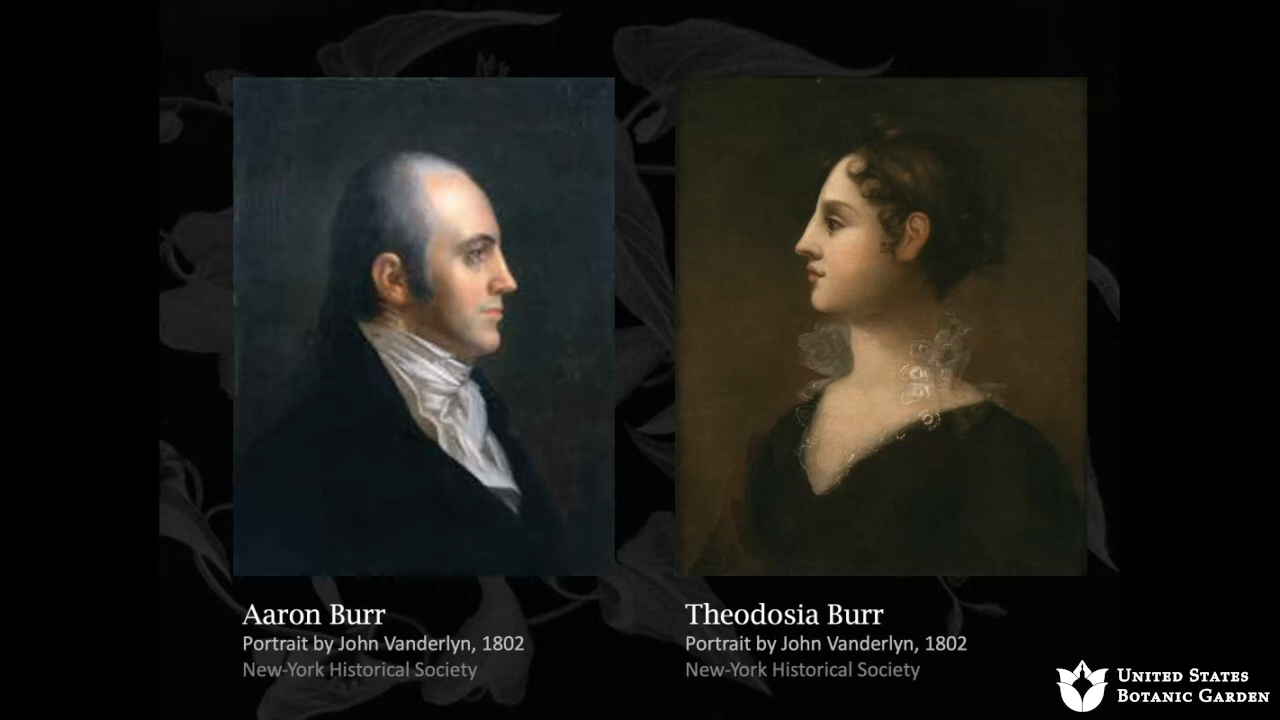 Aaron Burr
Portrait by John Vanderlyn, 1802
New-York Historical Society
Theodosia Burr
Portrait by John Vanderlyn, 1802
New-York Historical Society
United States
Botanic Garden